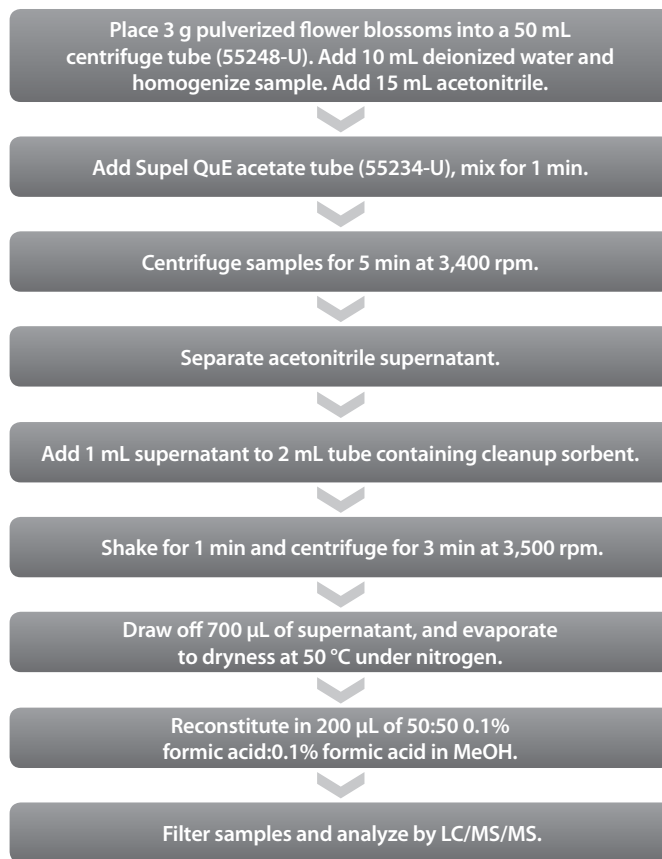 Place 3 g pulverized flower blossoms into a 50 mL
centrifuge tube (55248-U). Add 10 mL deionized water and
homogenize sample. Add 15 mL acetonitrile.
Add Supel QuE acetate tube (55234-U), mix for 1 min.
Centrifuge samples for 5 min at 3,400 rpm.
Separate acetonitrile supernatant.
Add 1 mL supernatant to 2 mL tube containing cleanup sorbent.
Shake for 1 min and centrifuge for 3 min at 3,500 rpm.
Draw off 700 µL of supernatant, and evaporate
to dryness at 50 °C under nitrogen.
Reconstitute in 200 µL of 50:50 0.1%
formic acid:0.1% formic acid in MeOH.
Filter samples and analyze by LC/MS/MS.